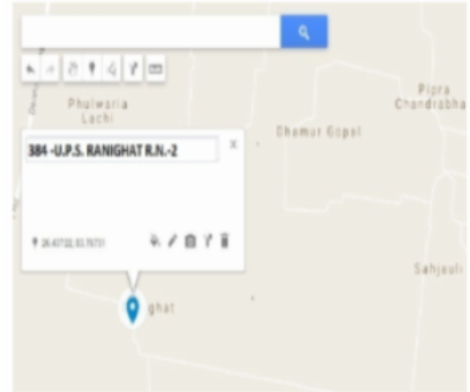 Phulwaria
Lachi
Pipra
Chandrabha
Dhamur Gopal
384 -U.P.S. RANIGHAT R.N.-2
X
Sahjauli
ghat